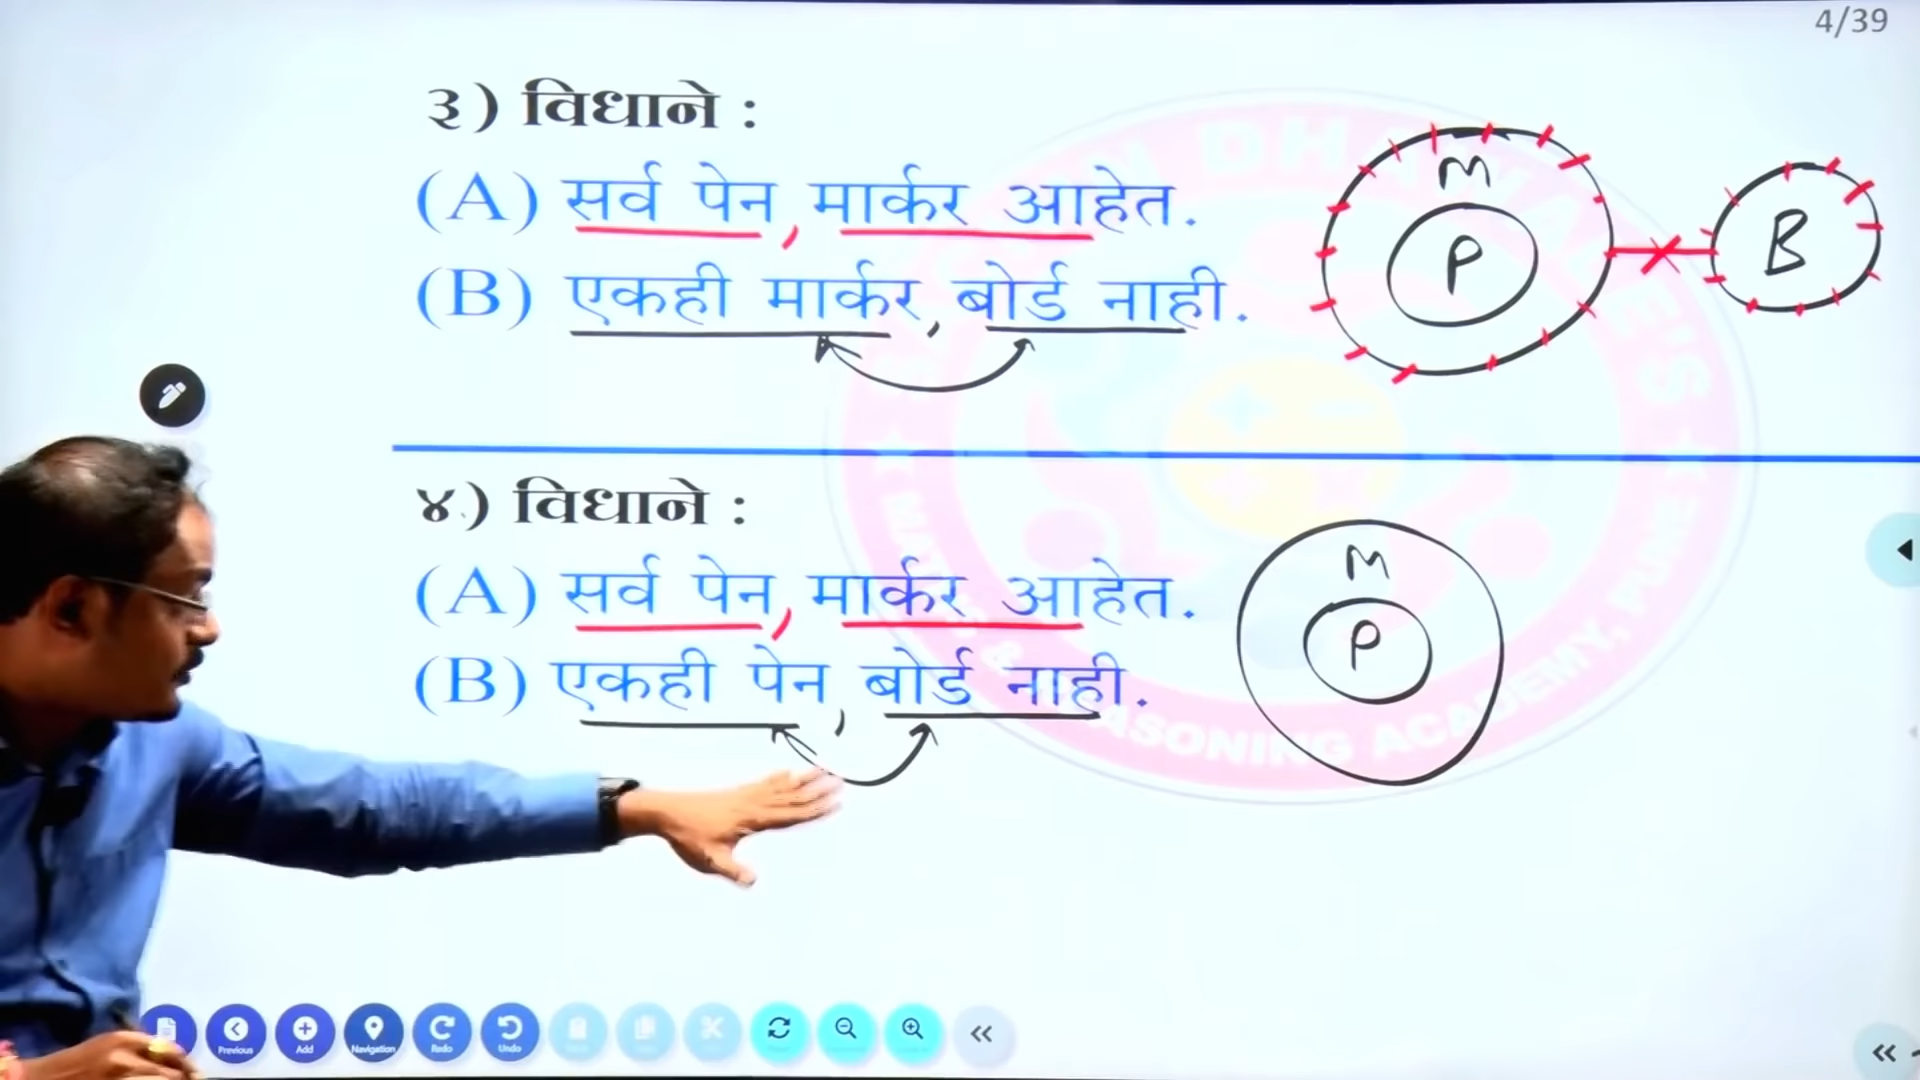 4/39
३) विधाने :
(A) सर्व पेन, मार्कर आहेत.
(B) एकही मार्कर, बोर्ड नाही.
M
P
B
४) विधाने :
(A) सर्व पेन, मार्कर आहेत.
(B) एकही पेन, बोर्ड नाही.
M
P
Previous
Add
Navigation
Redo
Undo